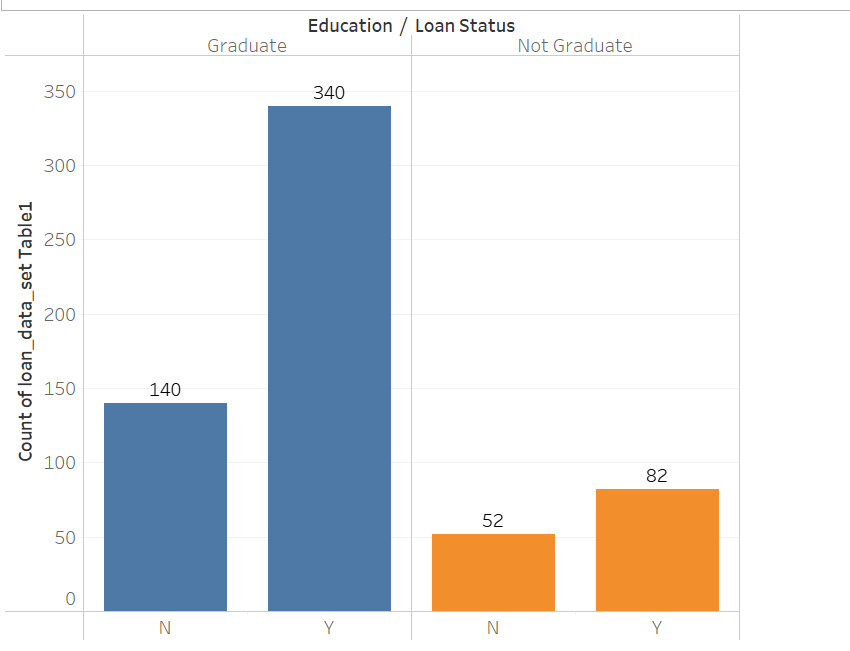 Education / Loan Status
Graduate
Not Graduate
Count of loan_data_set Table1
350
300
250
200
150
100
50
0
340
140
82
52
N
Y
N
Y